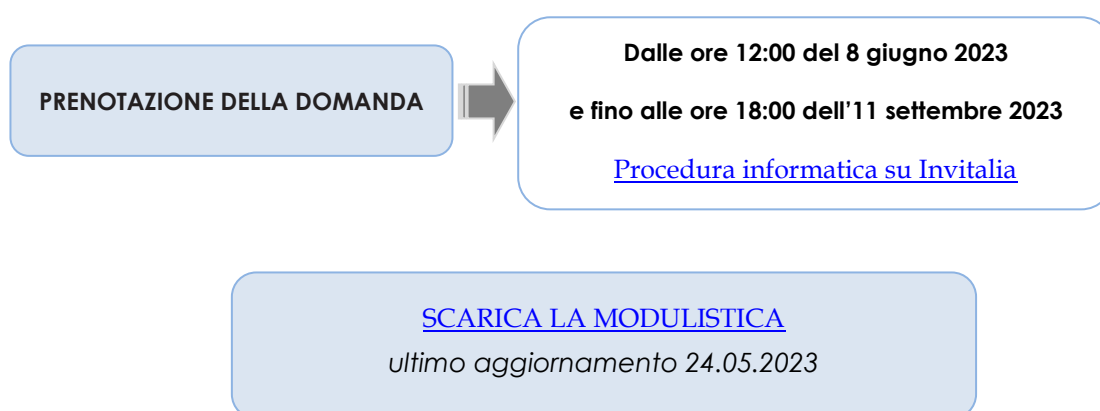 PRENOTAZIONE DELLA DOMANDA
Dalle ore 12:00 del 8 giugno 2023
e fino alle ore 18:00 dell'11 settembre 2023
Procedura informatica su Invitalia
SCARICA LA MODULISTICA
ultimo aggiornamento 24.05.2023